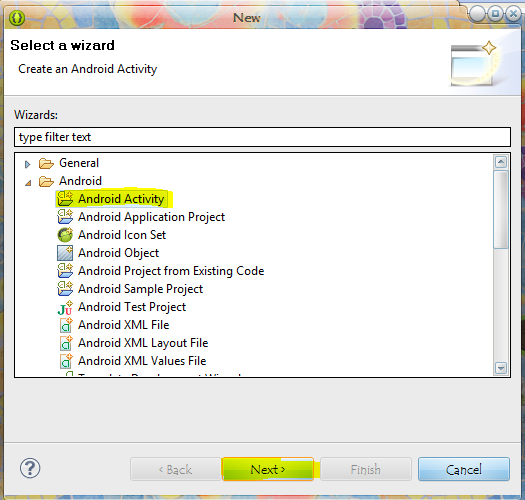 New
Select a wizard
Create an Android Activity
Wizards:
type filter text
General
Android
Android Activity
Android Application Project
Android Icon Set
Android Object
Android Project from Existing Code
Android Sample Project
Ju Android Test Project
Android XML File
Android XML Layout File
Android XML Values File
? < Back Next > Finish Cancel